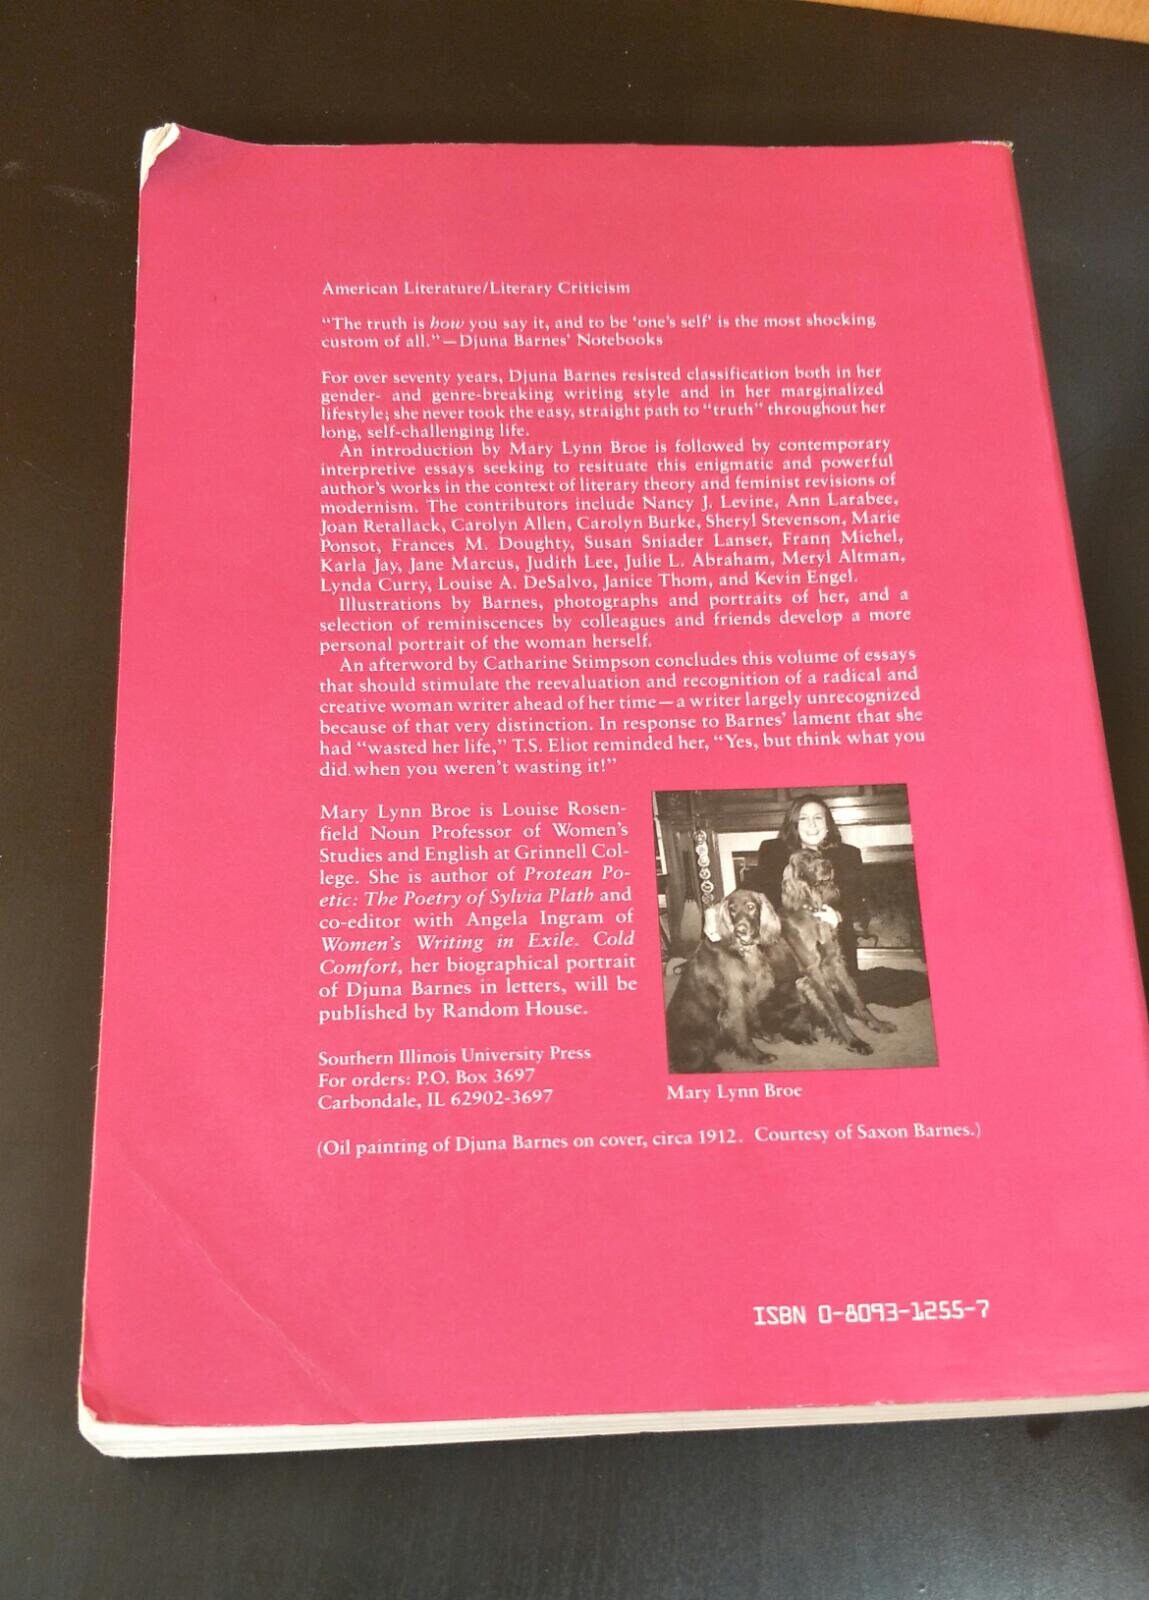 American Literature/Literary Criticism
"The truth is how you say it, and to be 'one's self' is the most shocking
custom of all."—Djuna Barnes' Notebooks
For over seventy years, Djuna Barnes resisted classification both in her
gender- and genre-breaking writing style and in her marginalized
lifestyle; she never took the easy, straight path to "truth" throughout her
long, self-challenging life.
An introduction by Mary Lynn Broe is followed by contemporary
interpretive essays seeking to resituate this enigmatic and powerful
author's works in the context of literary theory and feminist revisions of
modernism. The contributors include Nancy J. Levine, Ann Larabee,
Joan Retallack, Carolyn Allen, Carolyn Burke, Sheryl Stevenson, Marie
Ponsot, Frances M. Doughty, Susan Sniader Lanser, Frann Michel,
Karla Jay, Jane Marcus, Judith Lee, Julie L. Abraham, Meryl Altman,
Lynda Curry, Louise A. DeSalvo, Janice Thom, and Kevin Engel.
Illustrations by Barnes, photographs and portraits of her, and a
selection of reminiscences by colleagues and friends develop a more
personal portrait of the woman herself.
An afterword by Catharine Stimpson concludes this volume of essays
that should stimulate the reevaluation and recognition of a radical and
creative woman writer ahead of her time—a writer largely unrecognized
because of that very distinction. In response to Barnes' lament that she
had "wasted her life," T.S. Eliot reminded her, "Yes, but think what you
did when you weren't wasting it!"
Mary Lynn Broe is Louise Rosen-
field Noun Professor of Women's
Studies and English at Grinnell Col-
lege. She is author of Protean Po-
etic: The Poetry of Sylvia Plath and
co-editor with Angela Ingram of
Women's Writing in Exile. Cold
Comfort, her biographical portrait
of Djuna Barnes in letters, will be
published by Random House.
Southern Illinois University Press
For orders: P.O. Box 3697
Carbondale, IL 62902-3697
Mary Lynn Broe
(Oil painting of Djuna Barnes on cover, circa 1912. Courtesy of Saxon Barnes.)
ISBN 0-8093-1255-7